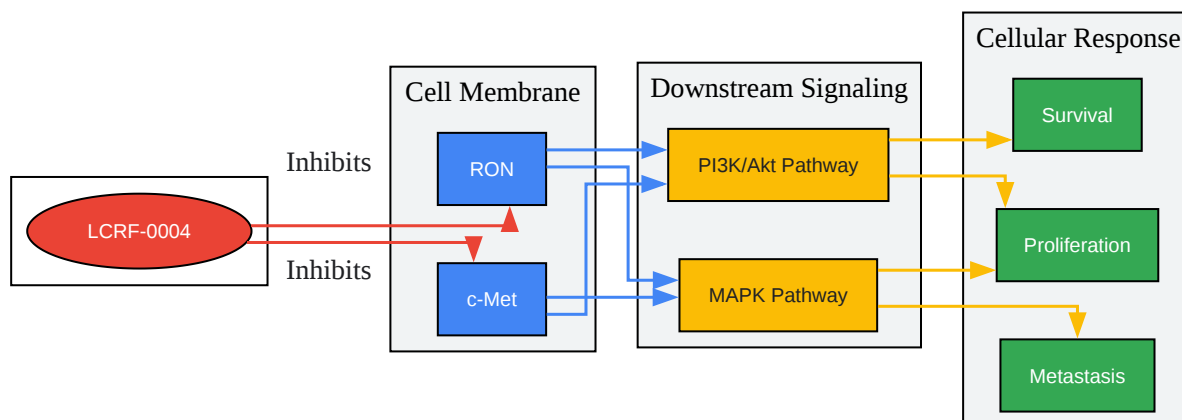 Cellular Response
Cell Membrane
Downstream Signaling
Survival
Inhibits
RON
PI3K/Akt Pathway
LCRF-0004
Proliferation
Inhibits
c-Met
MAPK Pathway
Metastasis